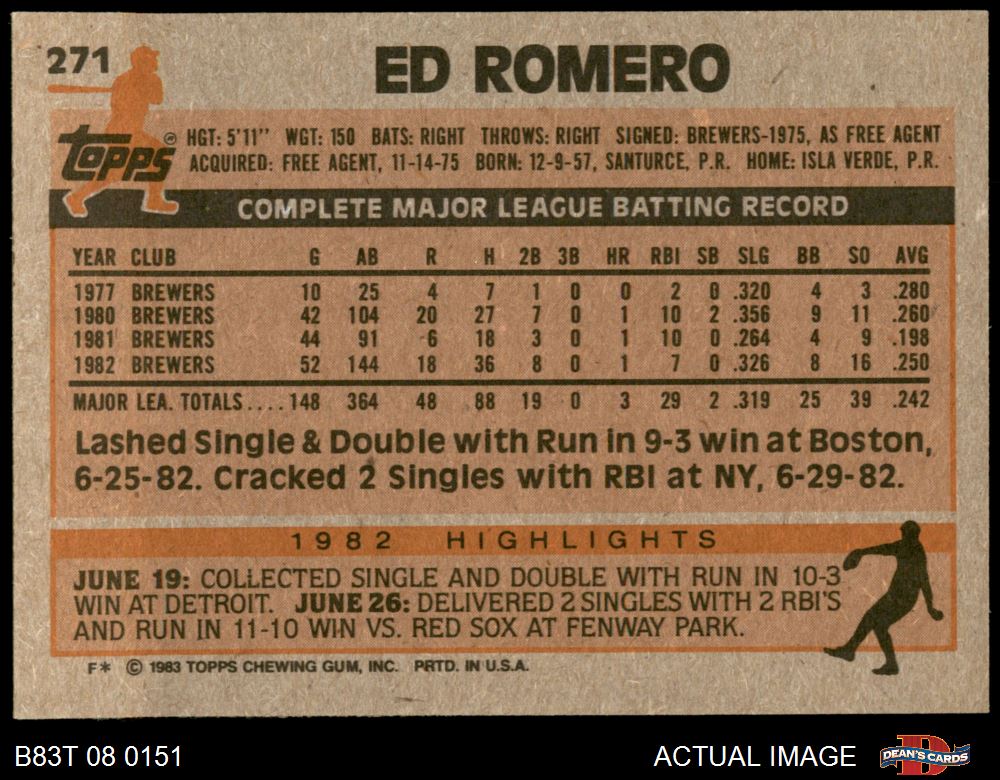 271 ED ROMERO
topps® HGT: 5'11" WGT: 150 BATS: RIGHT THROWS: RIGHT SIGNED: BREWERS-1975, AS FREE AGENT
ACQUIRED: FREE AGENT, 11-14-75 BORN: 12-9-57, SANTURCE, P.R. HOME: ISLA VERDE, P.R.
COMPLETE MAJOR LEAGUE BATTING RECORD
YEAR CLUB G AB R H 2B 3B HR RBI SB SLG BB SO AVG
1977 BREWERS 10 25 4 7 1 0 0 2 0 .320 4 3 .280
1980 BREWERS 42 104 20 27 7 0 1 10 2 .356 9 11 .260
1981 BREWERS 44 91 6 18 3 0 1 10 0 .264 4 9 .198
1982 BREWERS 52 144 18 36 8 0 1 7 0 .326 8 16 .250
MAJOR LEA. TOTALS.... 148 364 48 88 19 0 3 29 2 .319 25 39 .242
Lashed Single & Double with Run in 9-3 win at Boston,
6-25-82. Cracked 2 Singles with RBI at NY, 6-29-82.
1982 HIGHLIGHTS
JUNE 19: COLLECTED SINGLE AND DOUBLE WITH RUN IN 10-3
WIN AT DETROIT. JUNE 26: DELIVERED 2 SINGLES WITH 2 RBI'S
AND RUN IN 11-10 WIN VS. RED SOX AT FENWAY PARK.
F* © 1983 TOPPS CHEWING GUM, INC. PRTD. IN U.S.A.
B83T 08 0151 ACTUAL IMAGE DEAN'S CARDS